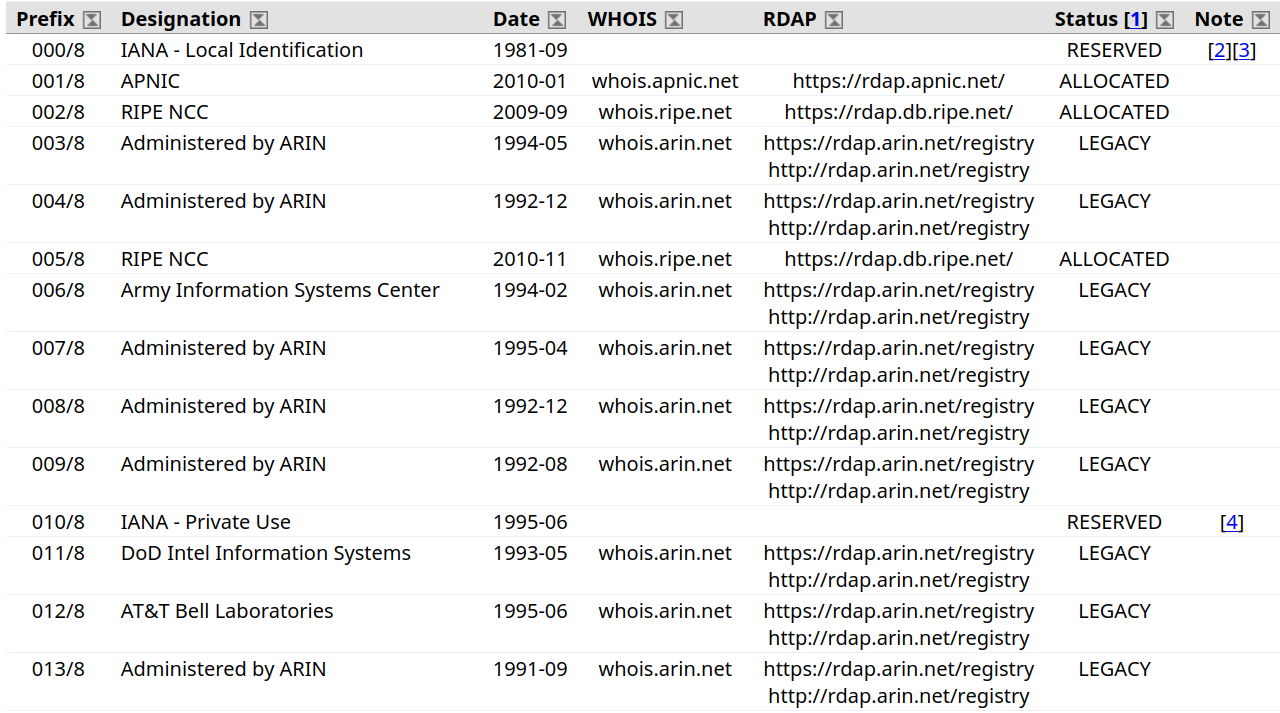 Prefix Designation Date WHOIS RDAP Status [1] Note
000/8 IANA - Local Identification 1981-09 RESERVED [2][3]
001/8 APNIC 2010-01 whois.apnic.net https://rdap.apnic.net/ ALLOCATED
002/8 RIPE NCC 2009-09 whois.ripe.net https://rdap.db.ripe.net/ ALLOCATED
003/8 Administered by ARIN 1994-05 whois.arin.net https://rdap.arin.net/registry LEGACY
http://rdap.arin.net/registry
004/8 Administered by ARIN 1992-12 whois.arin.net https://rdap.arin.net/registry LEGACY
http://rdap.arin.net/registry
005/8 RIPE NCC 2010-11 whois.ripe.net https://rdap.db.ripe.net/ ALLOCATED
006/8 Army Information Systems Center 1994-02 whois.arin.net https://rdap.arin.net/registry LEGACY
http://rdap.arin.net/registry
007/8 Administered by ARIN 1995-04 whois.arin.net https://rdap.arin.net/registry LEGACY
http://rdap.arin.net/registry
008/8 Administered by ARIN 1992-12 whois.arin.net https://rdap.arin.net/registry LEGACY
http://rdap.arin.net/registry
009/8 Administered by ARIN 1992-08 whois.arin.net https://rdap.arin.net/registry LEGACY
http://rdap.arin.net/registry
010/8 IANA - Private Use 1995-06 RESERVED [4]
011/8 DoD Intel Information Systems 1993-05 whois.arin.net https://rdap.arin.net/registry LEGACY
http://rdap.arin.net/registry
012/8 AT&T Bell Laboratories 1995-06 whois.arin.net https://rdap.arin.net/registry LEGACY
http://rdap.arin.net/registry
013/8 Administered by ARIN 1991-09 whois.arin.net https://rdap.arin.net/registry LEGACY
http://rdap.arin.net/registry